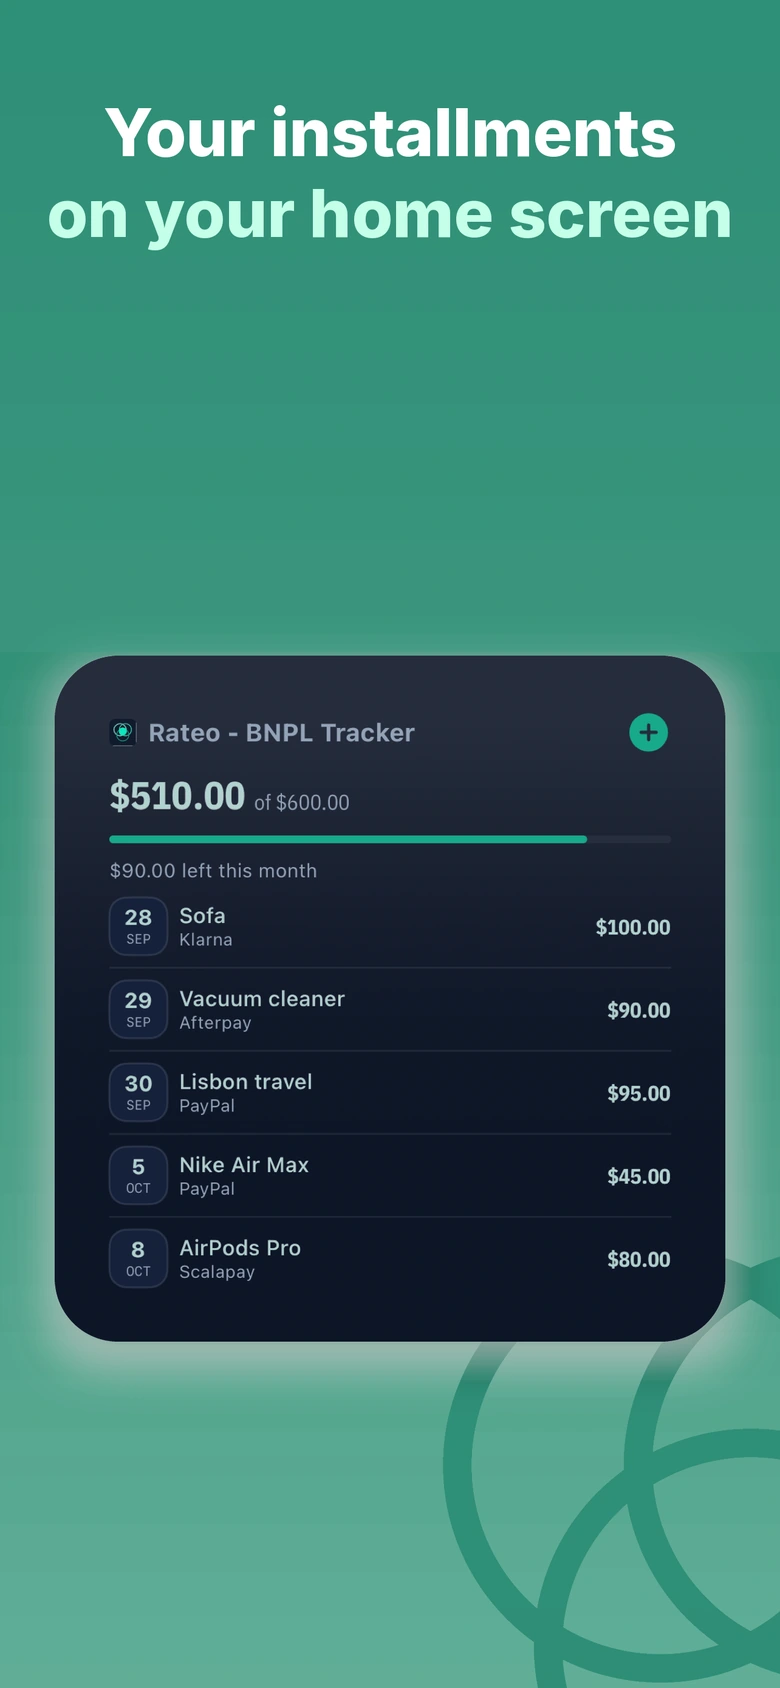 Your installments
on your home screen
Rateo - BNPL Tracker
$510.00 of $600.00
$90.00 left this month
28 SEP
Sofa
Klarna
$100.00
29 SEP
Vacuum cleaner
Afterpay
$90.00
30 SEP
Lisbon travel
PayPal
$95.00
5 OCT
Nike Air Max
PayPal
$45.00
8 OCT
AirPods Pro
Scalapay
$80.00